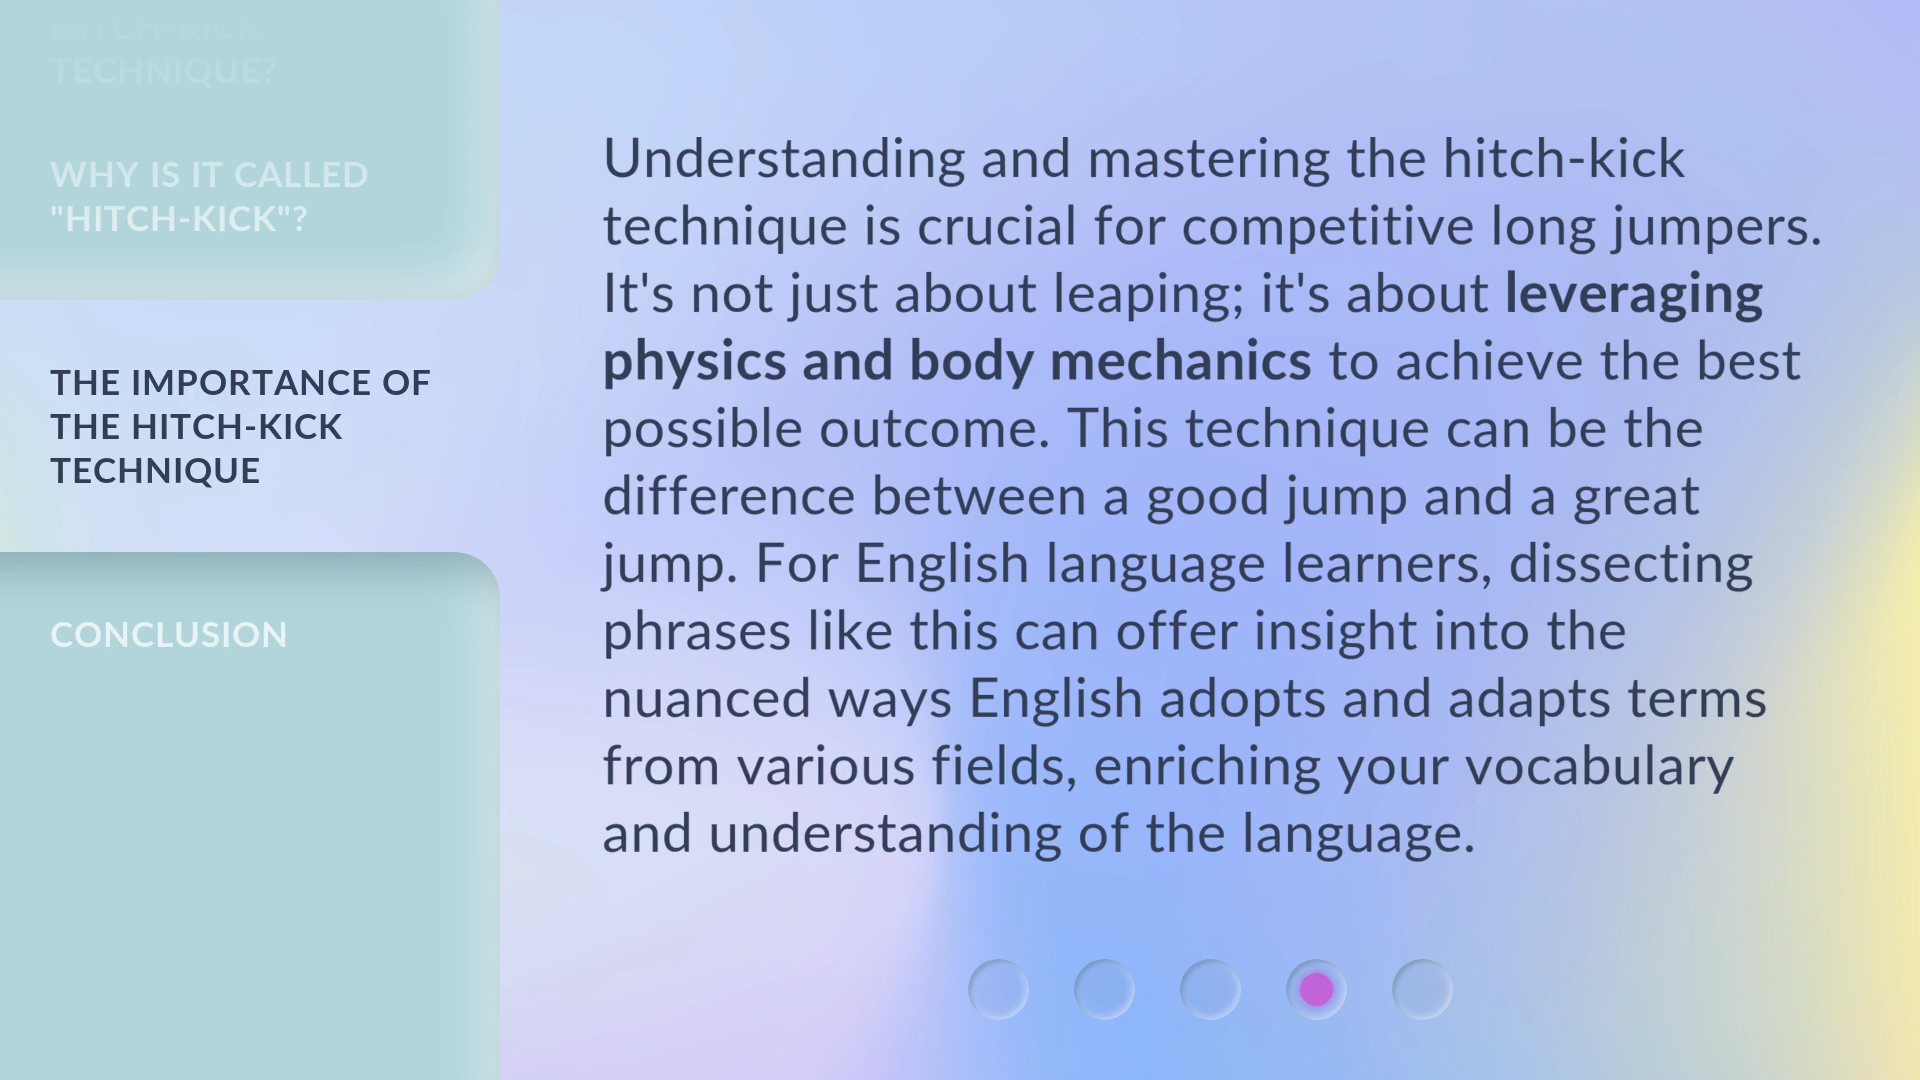 HITCH-KICK
TECHNIQUE?
WHY IS IT CALLED
"HITCH-KICK"?
THE IMPORTANCE OF
THE HITCH-KICK
TECHNIQUE
CONCLUSION
Understanding and mastering the hitch-kick
technique is crucial for competitive long jumpers.
It's not just about leaping; it's about leveraging
physics and body mechanics to achieve the best
possible outcome. This technique can be the
difference between a good jump and a great
jump. For English language learners, dissecting
phrases like this can offer insight into the
nuanced ways English adopts and adapts terms
from various fields, enriching your vocabulary
and understanding of the language.